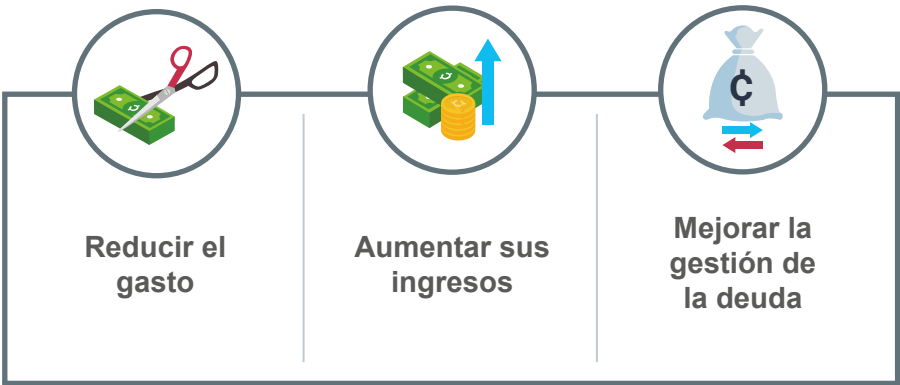 Reducir el
gasto
Aumentar sus
ingresos
₵
Mejorar la
gestión de
la deuda